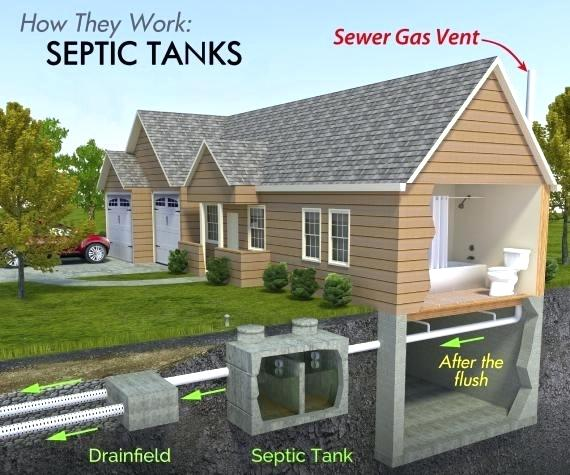 How They Work:
SEPTIC TANKS
Sewer Gas Vent
After the
flush
Drainfield
Septic Tank